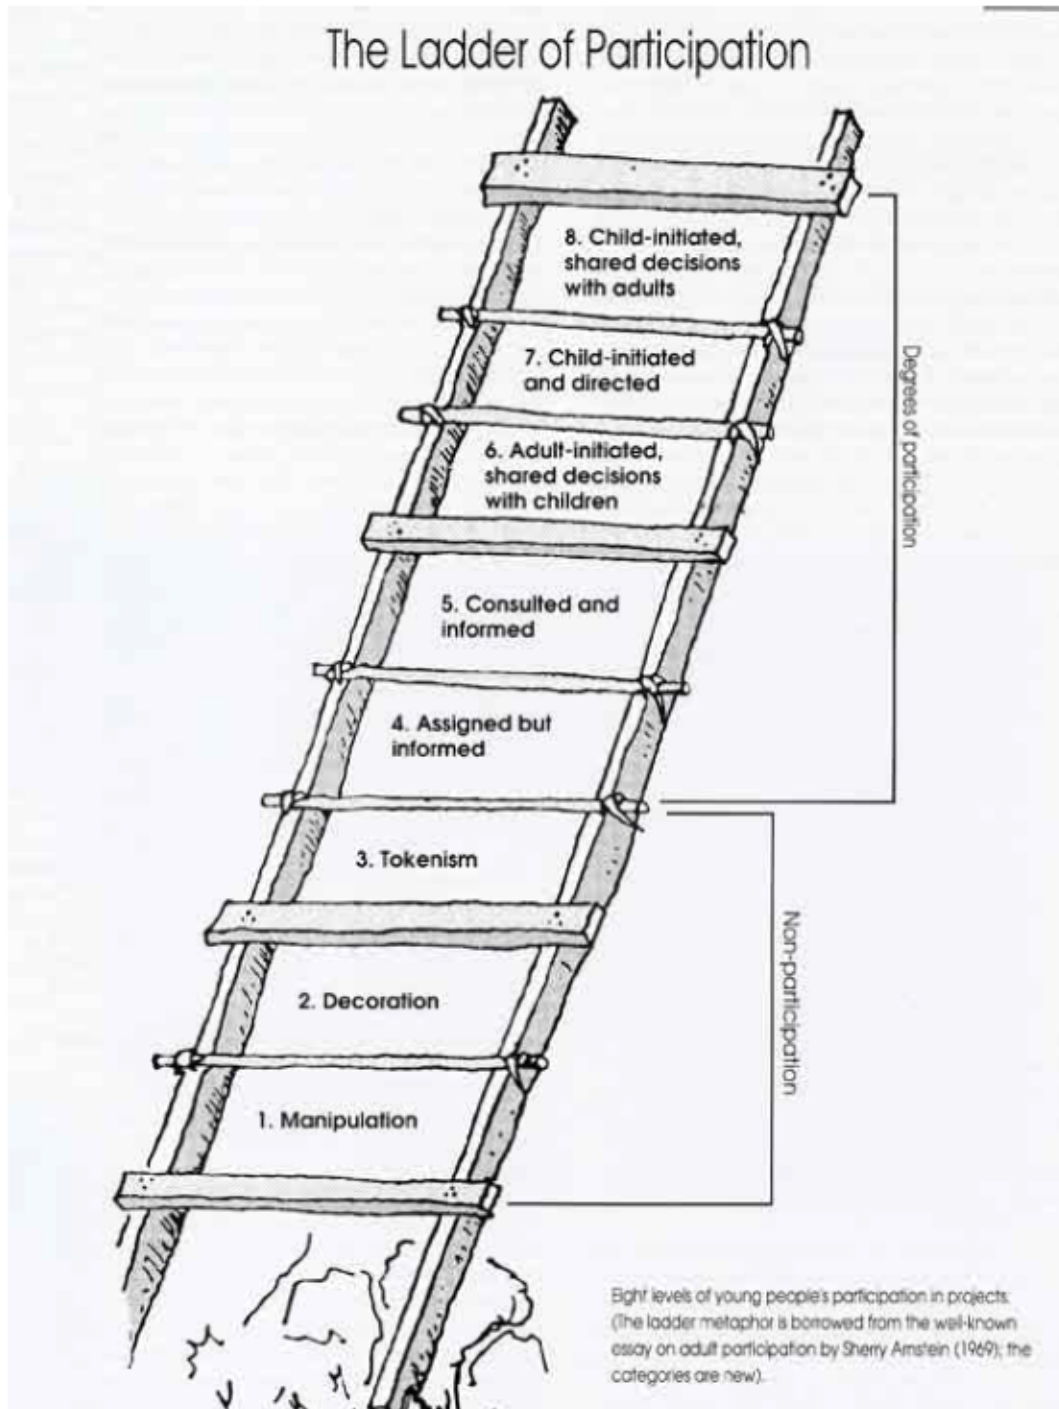 The Ladder of Participation
8. Child-initiated,
shared decisions
with adults
7. Child-initiated
and directed
6. Adult-initiated,
shared decisions
with children
5. Consulted and
informed
4. Assigned but
informed
3. Tokenism
2. Decoration
1. Manipulation
Degrees of participation
Non-participation
Eight levels of young people's participation in projects.
(The ladder metaphor is borrowed from the well-known
essay on adult participation by Sherry Arnstein (1969); the
categories are new).